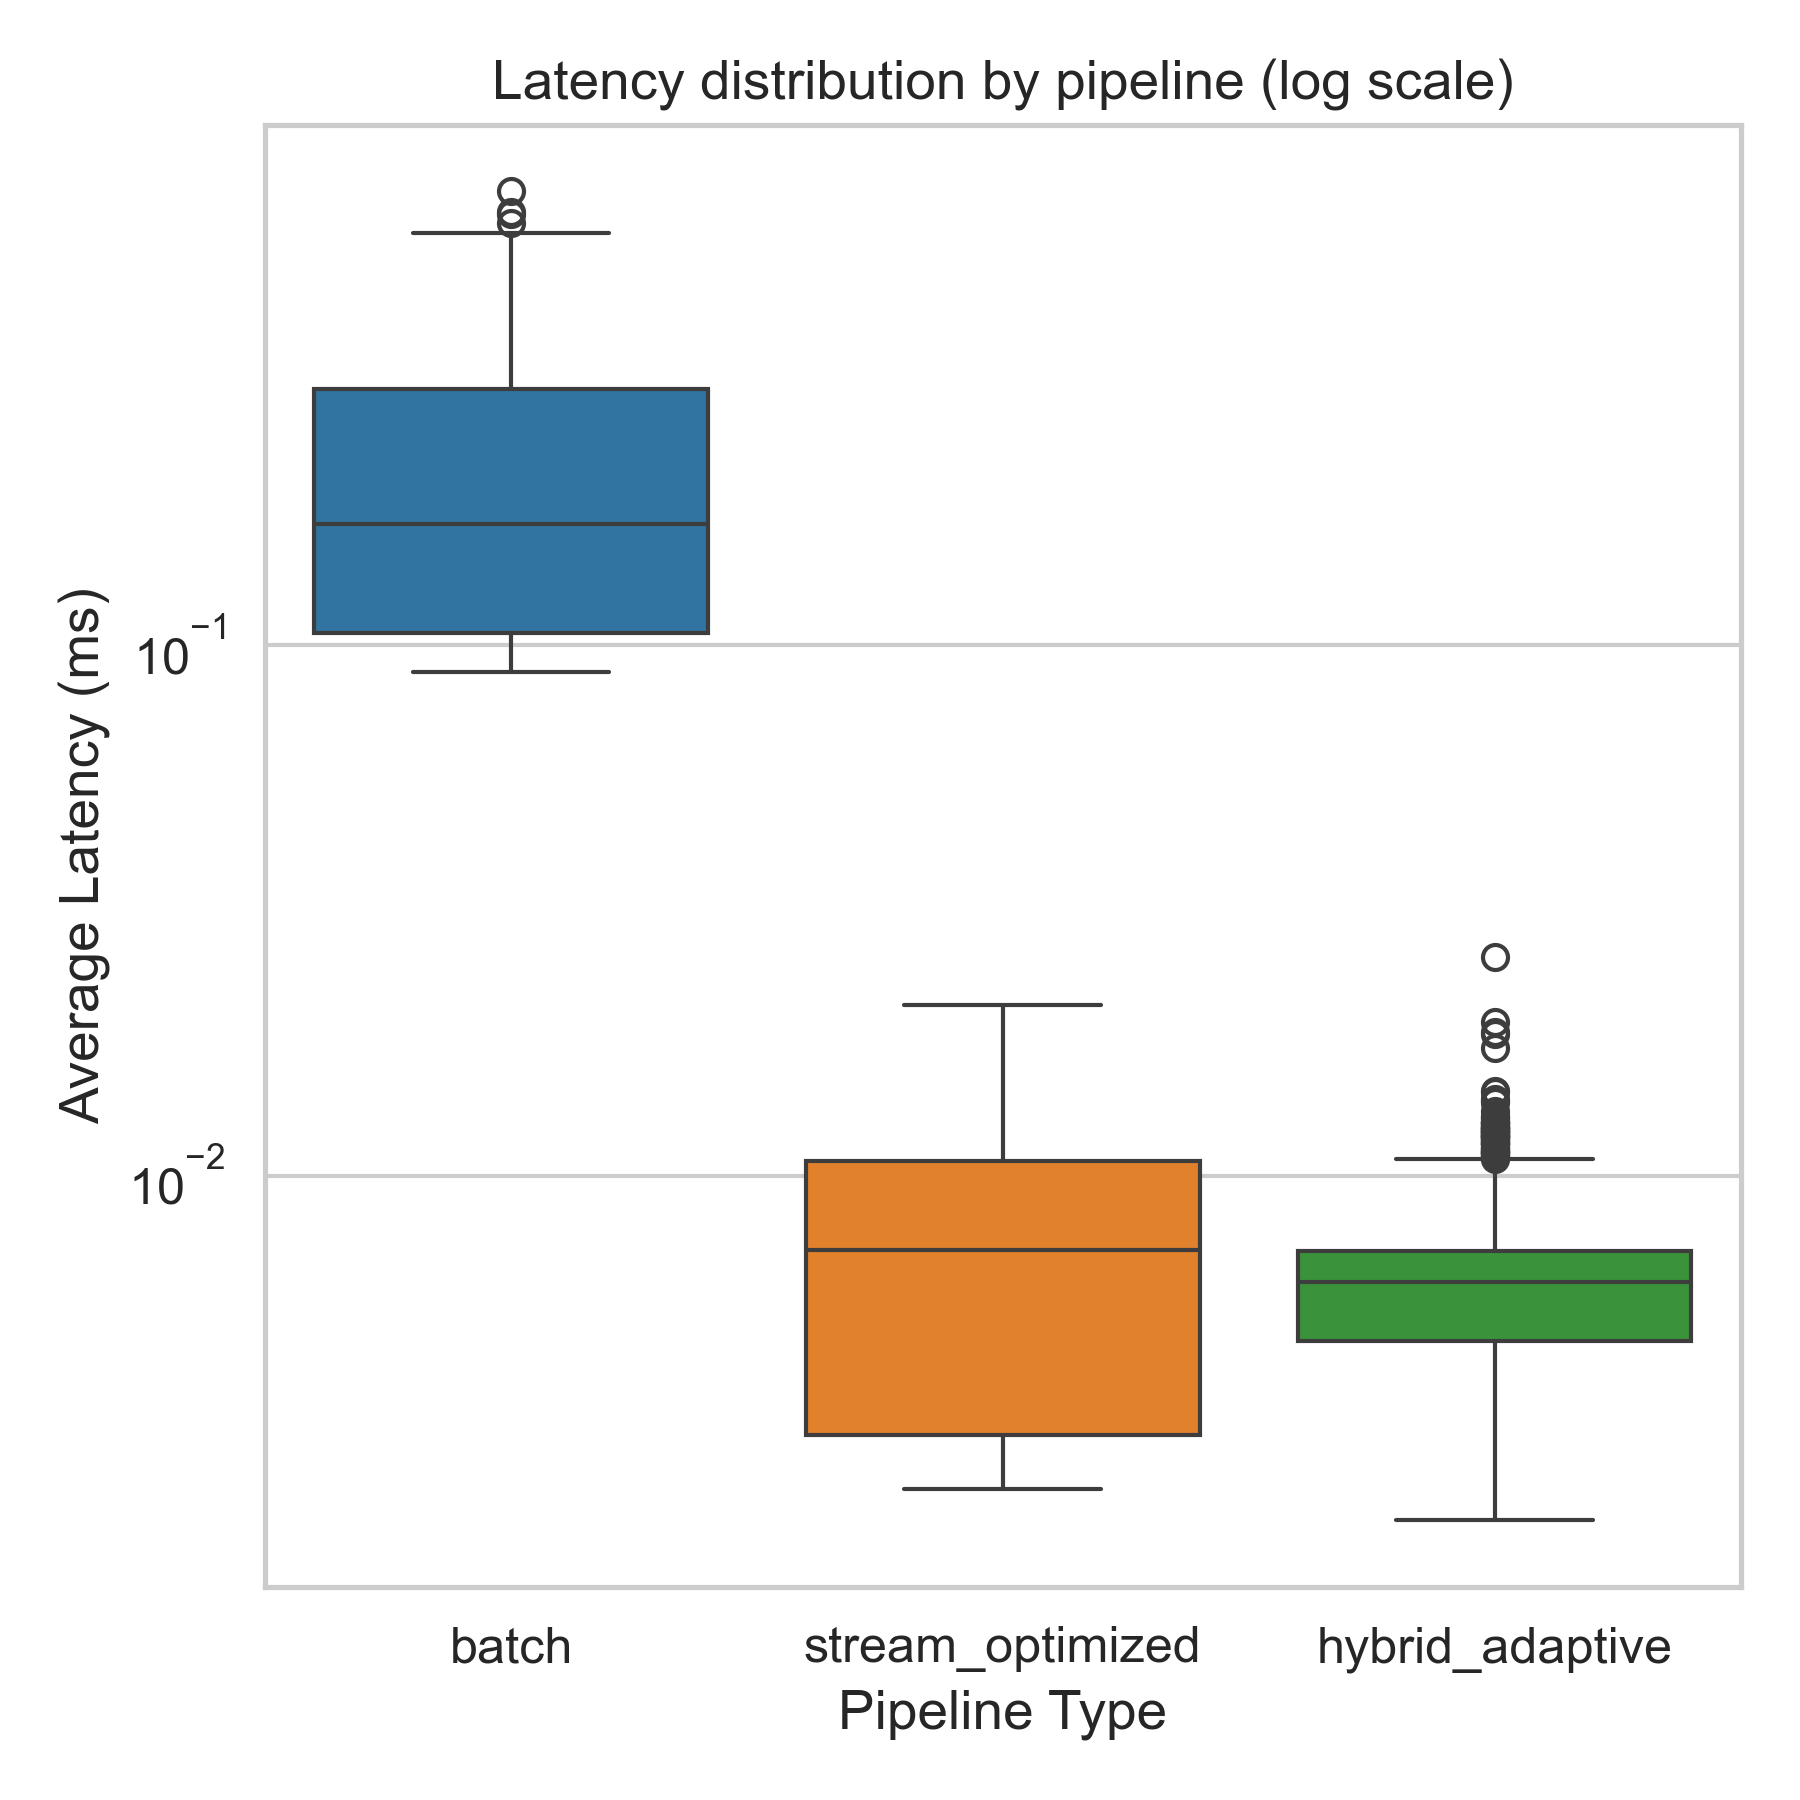 Latency distribution by pipeline (log scale)
Average Latency (ms)
10⁻¹
10⁻²
batch
stream_optimized
hybrid_adaptive
Pipeline Type